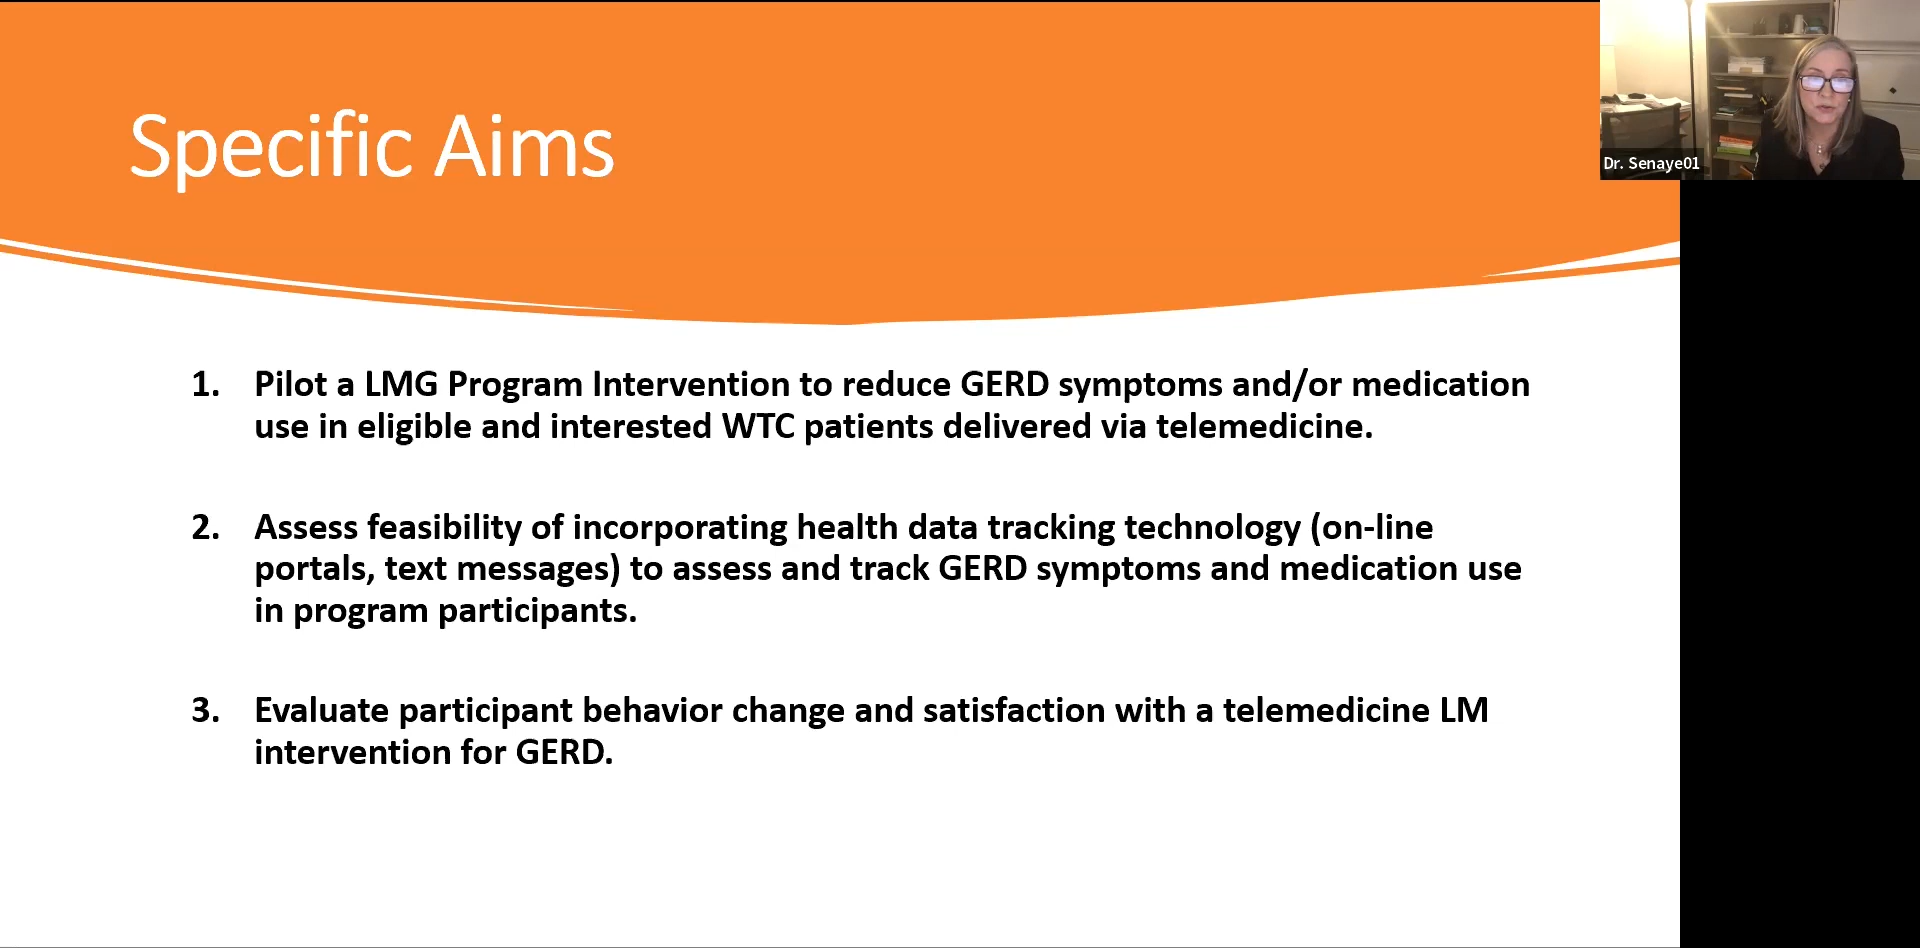 Specific Aims
Dr. Senaye01
1. Pilot a LMG Program Intervention to reduce GERD symptoms and/or medication
use in eligible and interested WTC patients delivered via telemedicine.
2. Assess feasibility of incorporating health data tracking technology (on-line
portals, text messages) to assess and track GERD symptoms and medication use
in program participants.
3. Evaluate participant behavior change and satisfaction with a telemedicine LM
intervention for GERD.